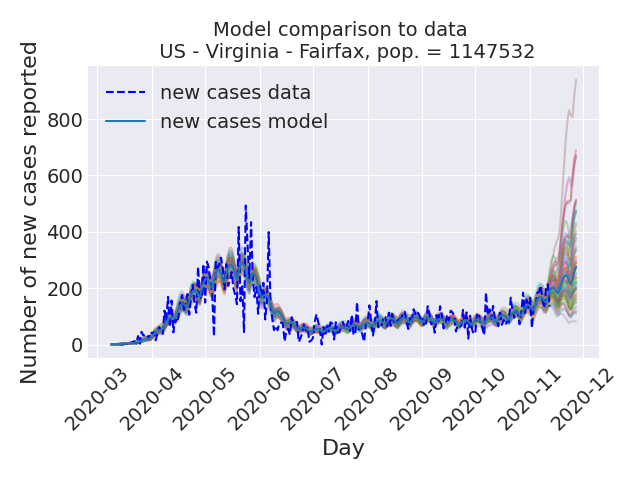 Model comparison to data
US - Virginia - Fairfax, pop. = 1147532
Number of new cases reported
new cases data
new cases model
800
600
400
200
0
2020-03
2020-04
2020-05
2020-06
2020-07
2020-08
2020-09
2020-10
2020-11
2020-12
Day